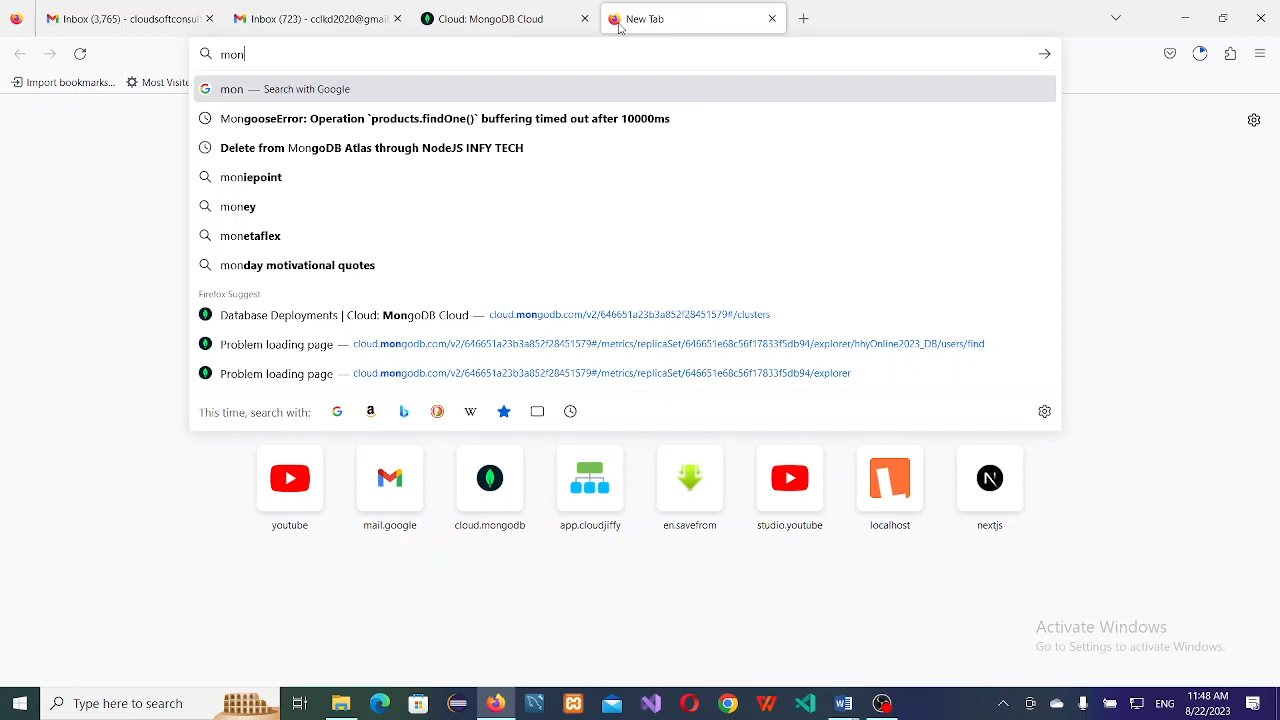 Inbox (3,765) - cloudsoftconsult
Inbox (723) - cclkd2020@gmail
Cloud: MongoDB Cloud
New Tab
mon
Import bookmarks...
Most Visite
mon — Search with Google
MongooseError: Operation `products.findOne()` buffering timed out after 10000ms
Delete from MongoDB Atlas through NodeJS INFY TECH
moniepoint
money
monetaflex
monday motivational quotes
Firefox Suggest
Database Deployments | Cloud: MongoDB Cloud — cloud.mongodb.com/v2/646651a23b3a852f28451579#/clusters
Problem loading page — cloud.mongodb.com/v2/646651a23b3a852f28451579#/metrics/replicaSet/646651e68c56f17833f5db94/explorer/hhyOnline2023_DB/users/find
Problem loading page — cloud.mongodb.com/v2/646651a23b3a852f28451579#/metrics/replicaSet/646651e68c56f17833f5db94/explorer
This time, search with:
youtube
mail.google
cloud.mongodb
app.cloudjiffy
en.savefrom
studio.youtube
localhost
nextjs
Activate Windows
Go to Settings to activate Windows.
Type here to search
ENG
11:48 AM
8/22/2023